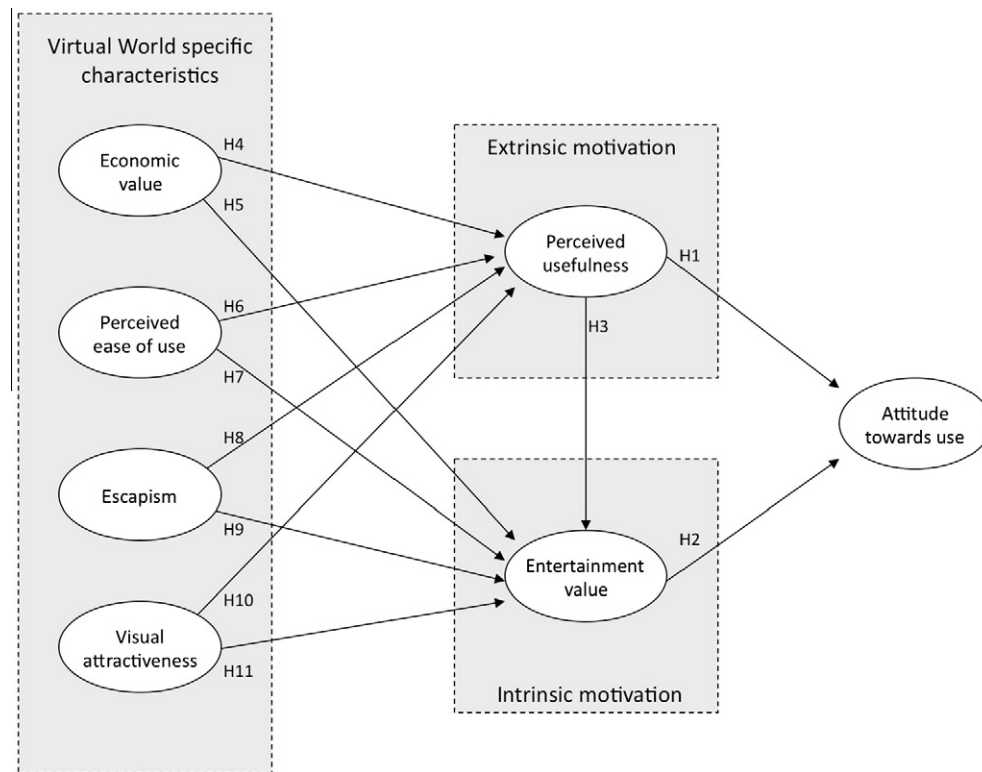 Virtual World specific
characteristics
Economic
value
H4
H5
Perceived
ease of use
H6
H7
Escapism
H8
H9
Visual
attractiveness
H10
H11
Extrinsic motivation
Perceived
usefulness
H1
H3
Entertainment
value
H2
Intrinsic motivation
Attitude
towards use